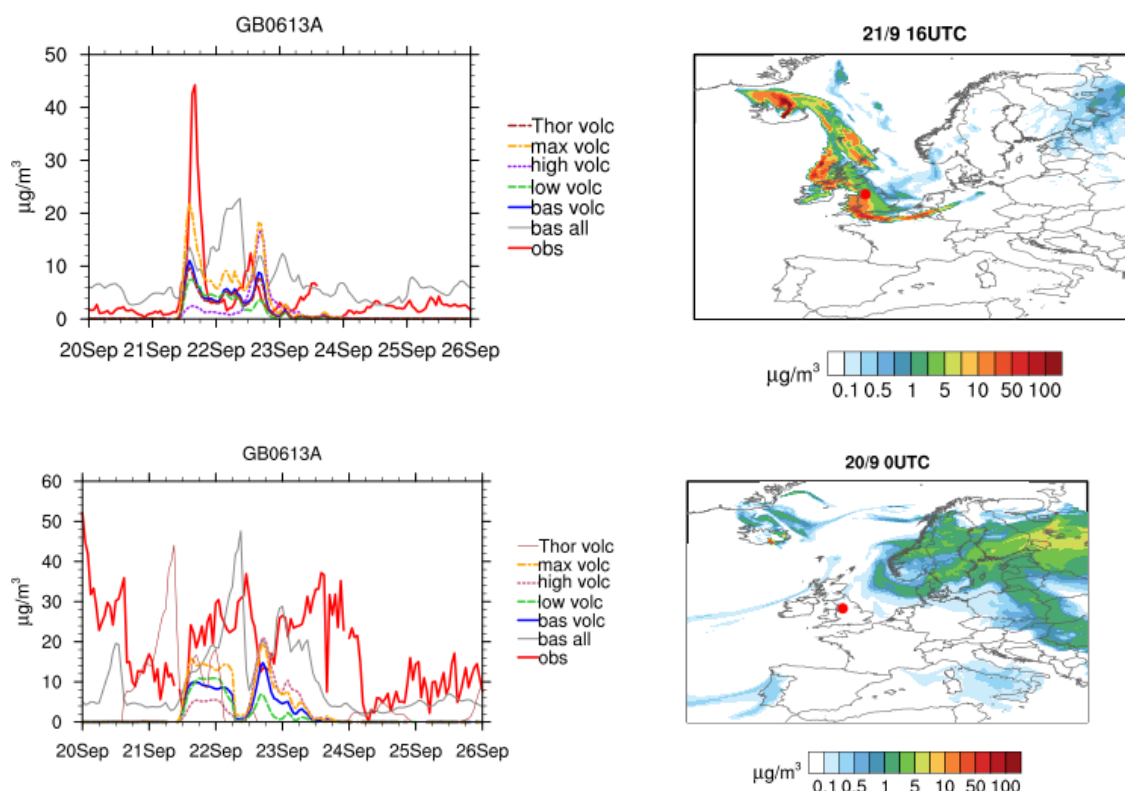 GB0613A
50
40
30
20
10
0
µg/m³
20Sep 21Sep 22Sep 23Sep 24Sep 25Sep 26Sep
Thor volc
max volc
high volc
low volc
bas volc
bas all
obs
21/9 16UTC
µg/m³
0.1 0.5 1 5 10 50 100
GB0613A
60
50
40
30
20
10
0
µg/m³
20Sep 21Sep 22Sep 23Sep 24Sep 25Sep 26Sep
Thor volc
max volc
high volc
low volc
bas volc
bas all
obs
20/9 0UTC
µg/m³
0.1 0.5 1 5 10 50 100